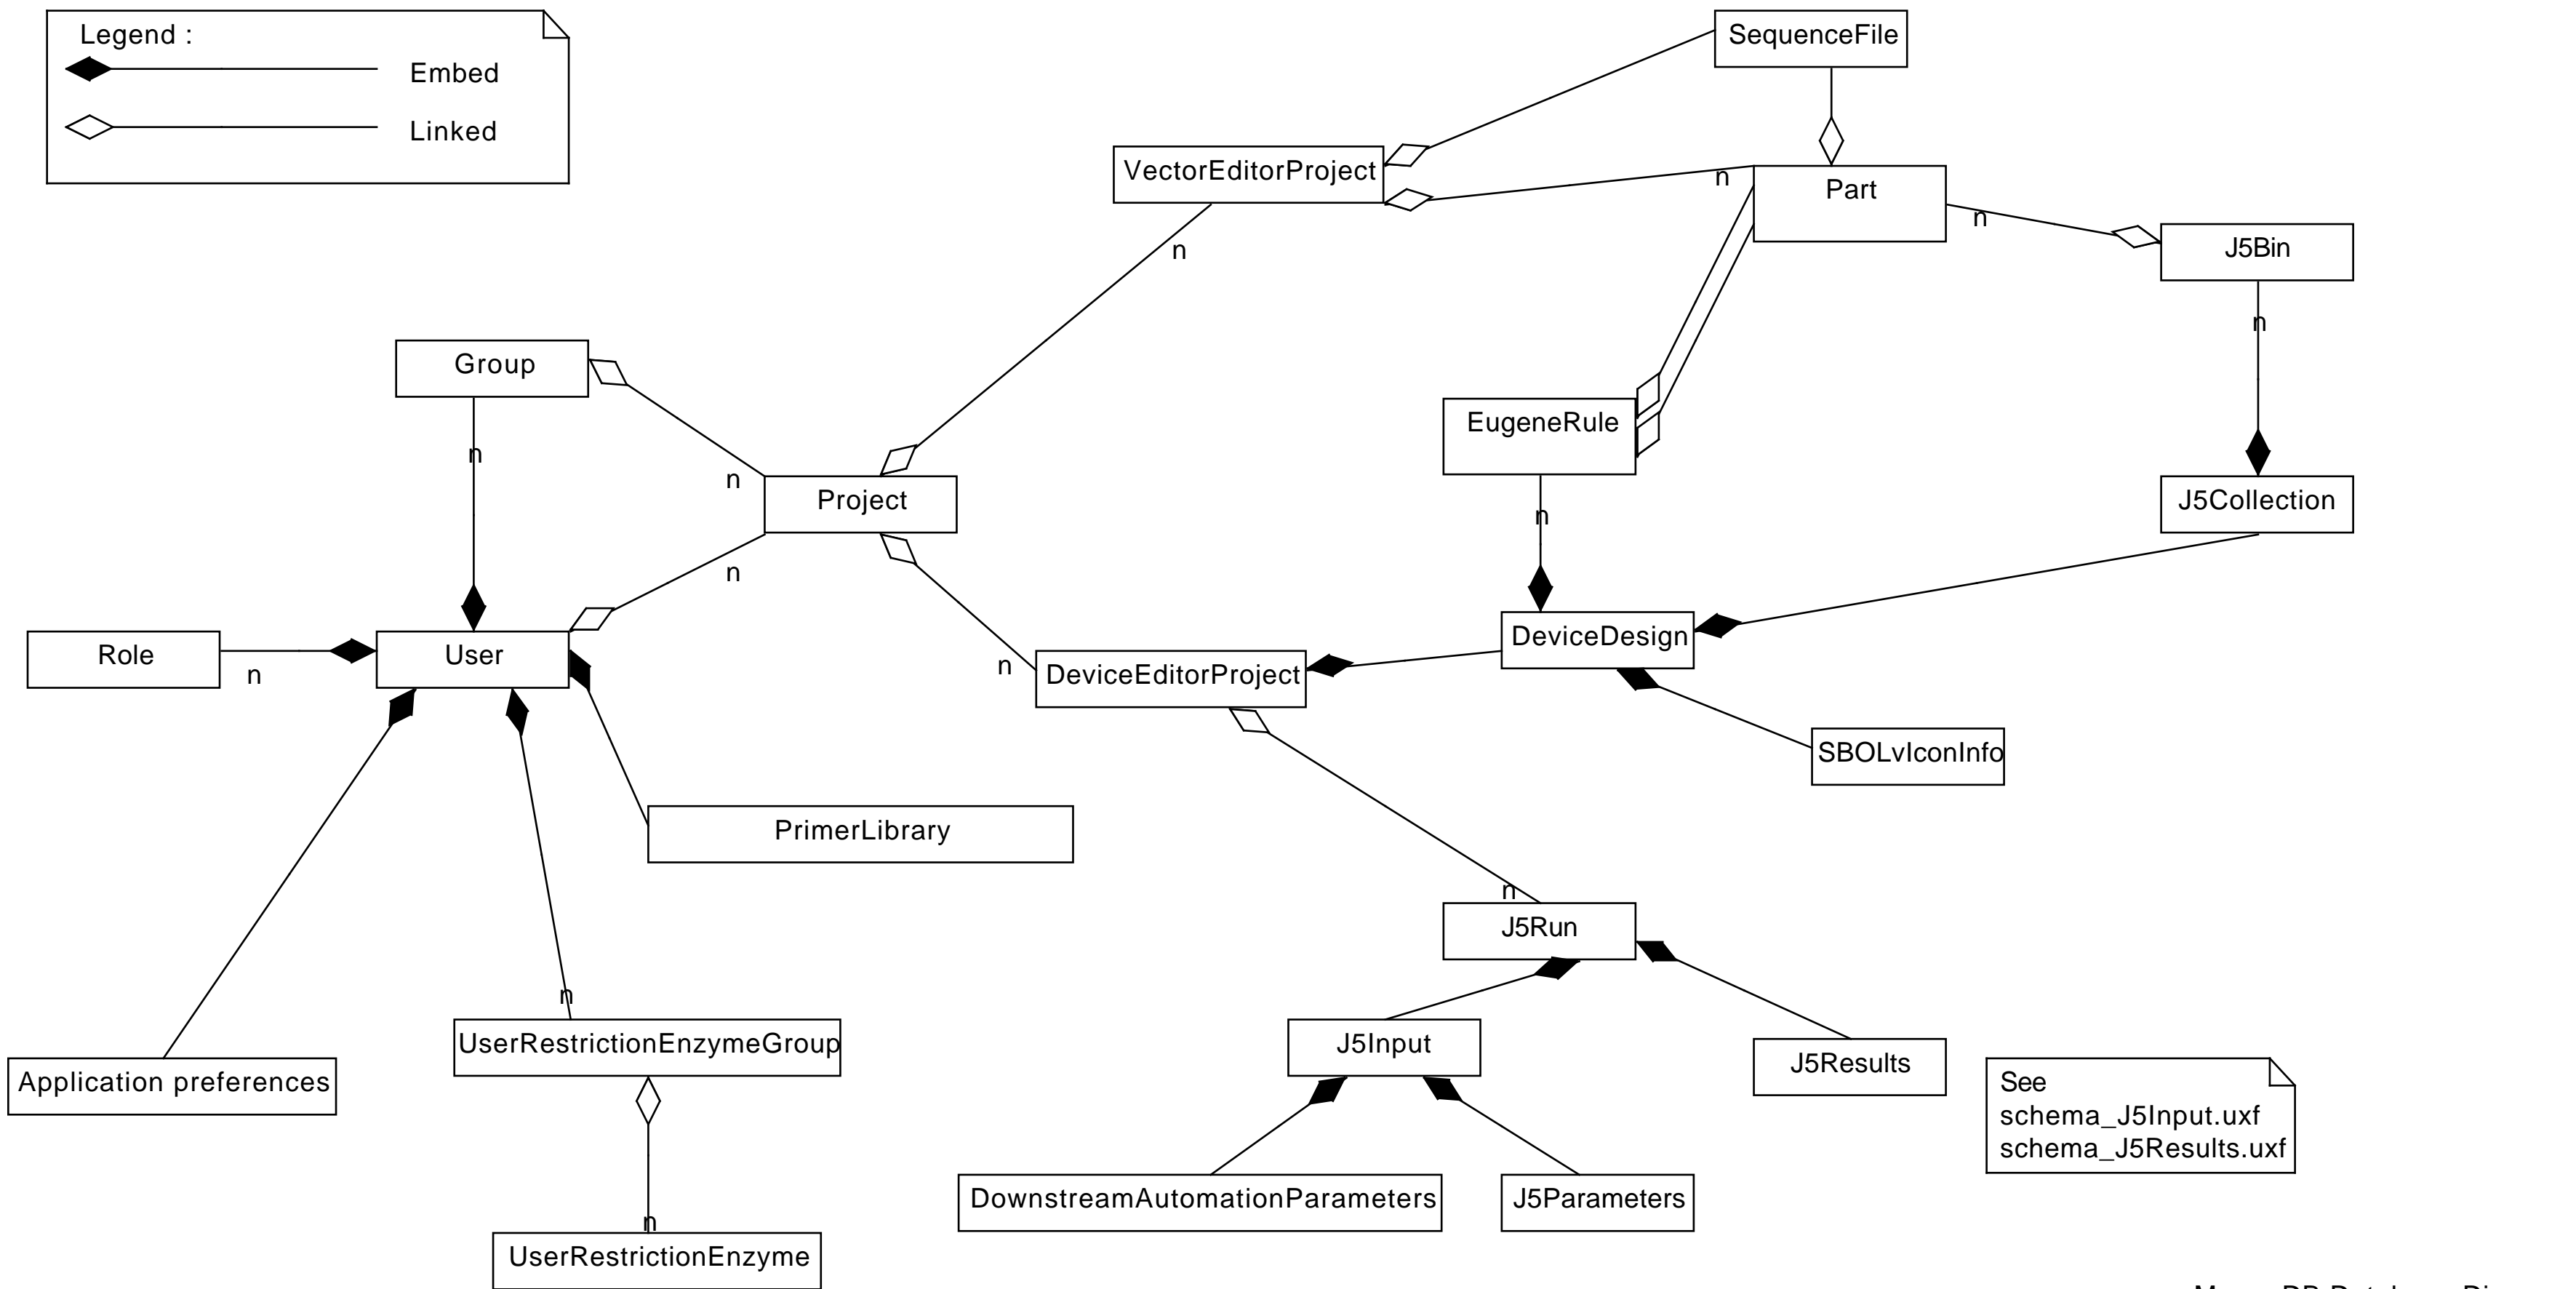 Legend :
Embed
Linked
SequenceFile
VectorEditorProject
n
Part
n
J5Bin
n
n
Group
n
EugeneRule
n
Project
n
J5Collection
n
n
Role
n
User
n
DeviceEditorProject
DeviceDesign
SBOLvIconInfo
PrimerLibrary
n
J5Run
n
UserRestrictionEnzymeGroup
J5Input
J5Results
Application preferences
See
schema_J5Input.uxf
schema_J5Results.uxf
DownstreamAutomationParameters
J5Parameters
n
UserRestrictionEnzyme